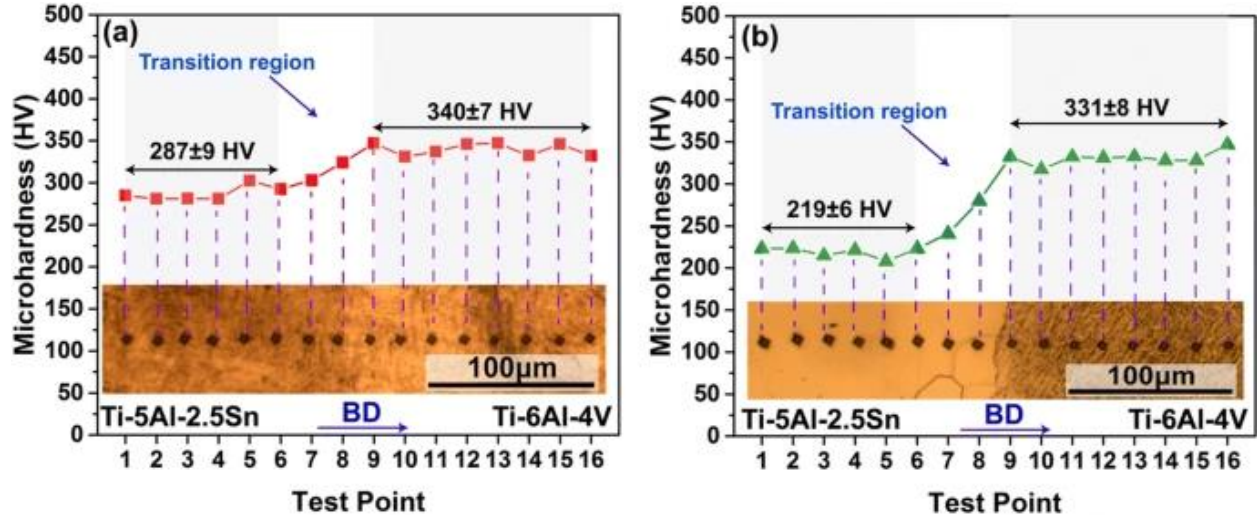 (a)
Microhardness (HV)
500
450
400
350
300
250
200
150
100
50
0
Transition region
340±7 HV
287±9 HV
100μm
Ti-5Al-2.5Sn
BD
Ti-6Al-4V
1 2 3 4 5 6 7 8 9 10 11 12 13 14 15 16
Test Point
(b)
Microhardness (HV)
500
450
400
350
300
250
200
150
100
50
0
331±8 HV
Transition region
219±6 HV
100μm
Ti-5Al-2.5Sn
BD
Ti-6Al-4V
1 2 3 4 5 6 7 8 9 10 11 12 13 14 15 16
Test Point